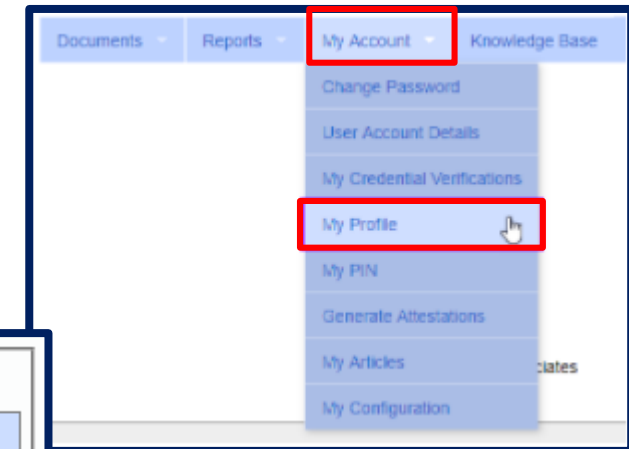 Documents Reports My Account Knowledge Base
Change Password
User Account Details
My Credential Verifications
My Profile
My PIN
Generate Attestations
My Articles
ciates
My Configuration